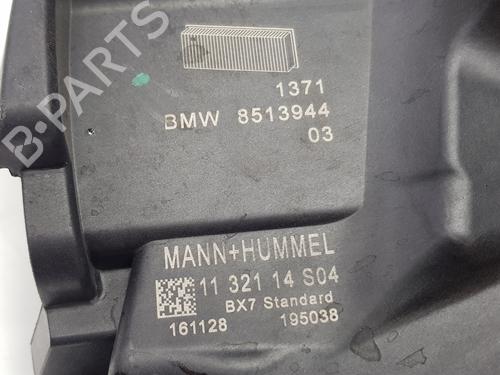 B-PARTS
1371
BMW 8513944
03
MANN+HUMMEL
11 321 14 S04
BX7 Standard
161128 195038